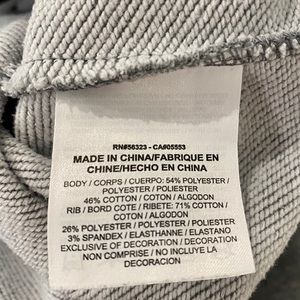 RN#56323 - CA#05553
MADE IN CHINA/FABRIQUE EN
CHINE/HECHO EN CHINA
BODY / CORPS / CUERPO: 54% POLYESTER /
POLYESTER / POLIESTER
46% COTTON / COTON / ALGODON
RIB / BORD COTE / RIBETE: 71% COTTON /
COTON / ALGODON
26% POLYESTER / POLYESTER / POLIESTER
3% SPANDEX / ELASTHANNE / ELASTANO
EXCLUSIVE OF DECORATION / DECORATION
NON COMPRISE / NO INCLUYE LA
DECORACION